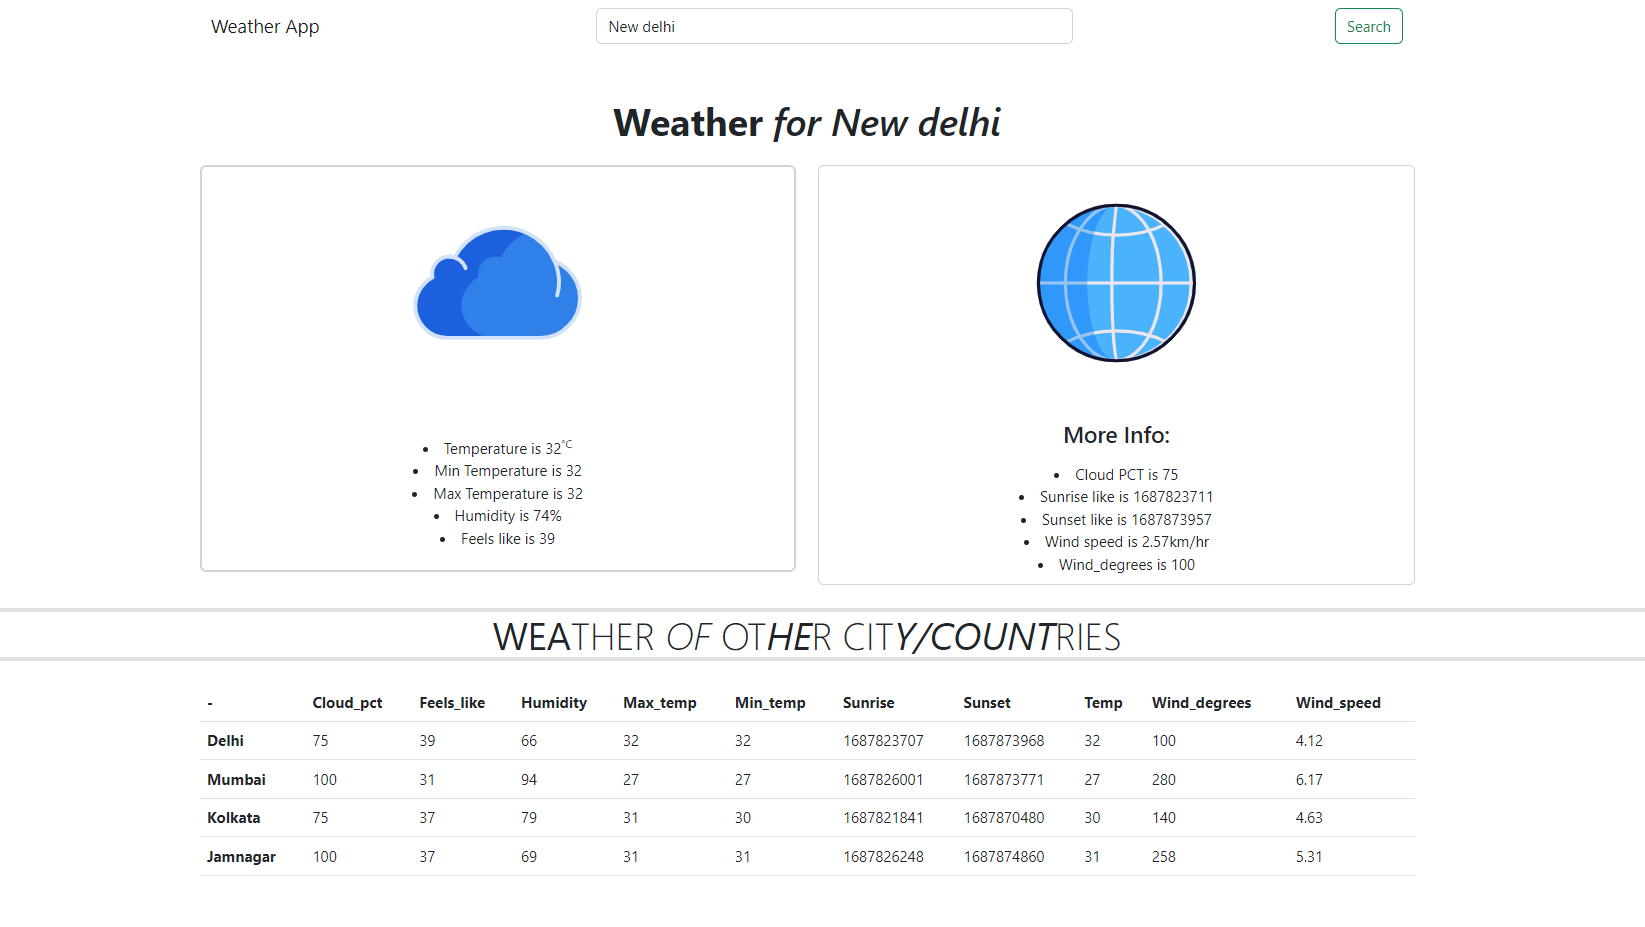 Weather App
New delhi
Search
Weather for New delhi
• Temperature is 32°C
• Min Temperature is 32
• Max Temperature is 32
• Humidity is 74%
• Feels like is 39
More Info:
• Cloud PCT is 75
• Sunrise like is 1687823711
• Sunset like is 1687873957
• Wind speed is 2.57km/hr
• Wind_degrees is 100
WEATHER OF OTHER CITY/COUNTRIES
- Cloud_pct Feels_like Humidity Max_temp Min_temp Sunrise Sunset Temp Wind_degrees Wind_speed
Delhi 75 39 66 32 32 1687823707 1687873968 32 100 4.12
Mumbai 100 31 94 27 27 1687826001 1687873771 27 280 6.17
Kolkata 75 37 79 31 30 1687821841 1687870480 30 140 4.63
Jamnagar 100 37 69 31 31 1687826248 1687874860 31 258 5.31